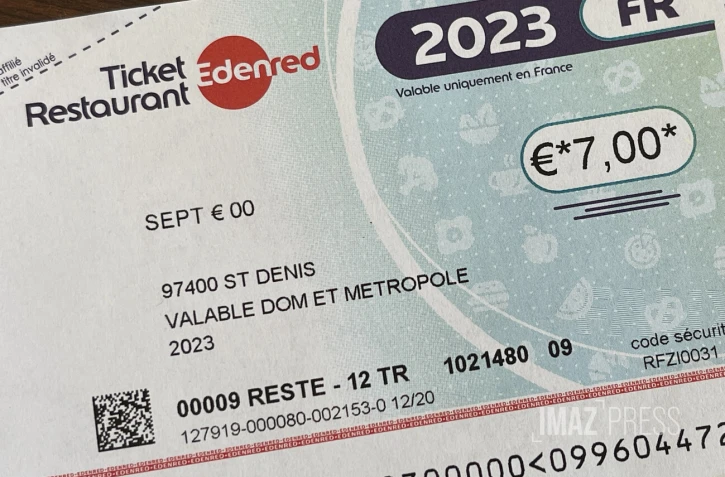 affilié
titre invalidé
Ticket
Restaurant
Edenred
2023
FR
Valable uniquement en France
€*7,00*
SEPT € 00
97400 ST DENIS
VALABLE DOM ET METROPOLE
2023
00009 RESTE - 12 TR 1021480 09
127919-000080-002153-0 12/20
code sécurit
RFZI0031
IMAZ PRESS
00000<099604472